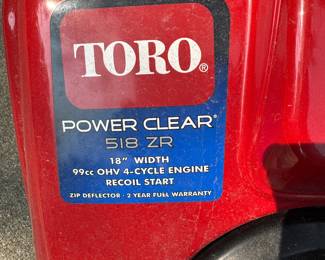 TORO®
POWER CLEAR®
518 ZR
18" WIDTH
99cc OHV 4-CYCLE ENGINE
RECOIL START
ZIP DEFLECTOR · 2 YEAR FULL WARRANTY